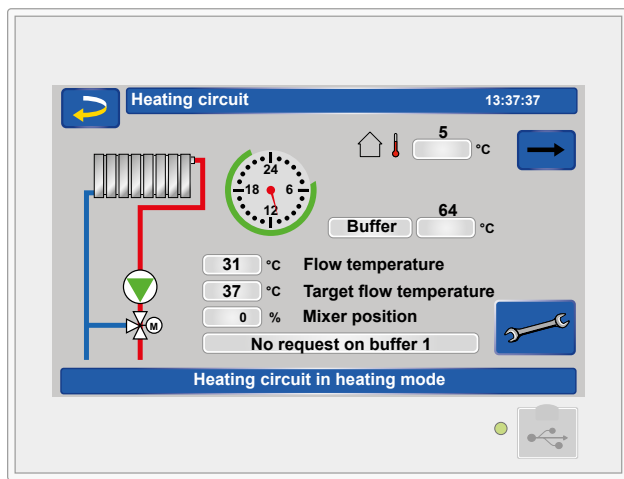 Heating circuit 13:37:37
5 °C
24
18 6
12
64
Buffer °C
31 °C Flow temperature
37 °C Target flow temperature
0 % Mixer position
M
No request on buffer 1
Heating circuit in heating mode